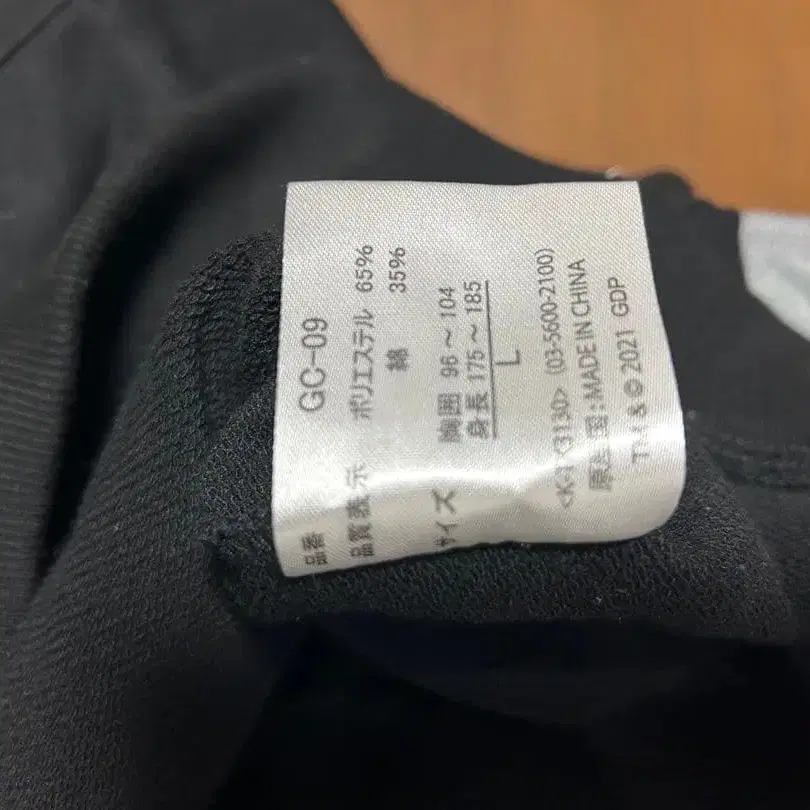 品番 GC-09
品質表示 ポリエステル 65%
綿 35%
サイズ 胸囲 96～104
身長 175～185
L
(03-5600-2100)
原産国:MADE IN CHINA
TM & © 2021 GDP